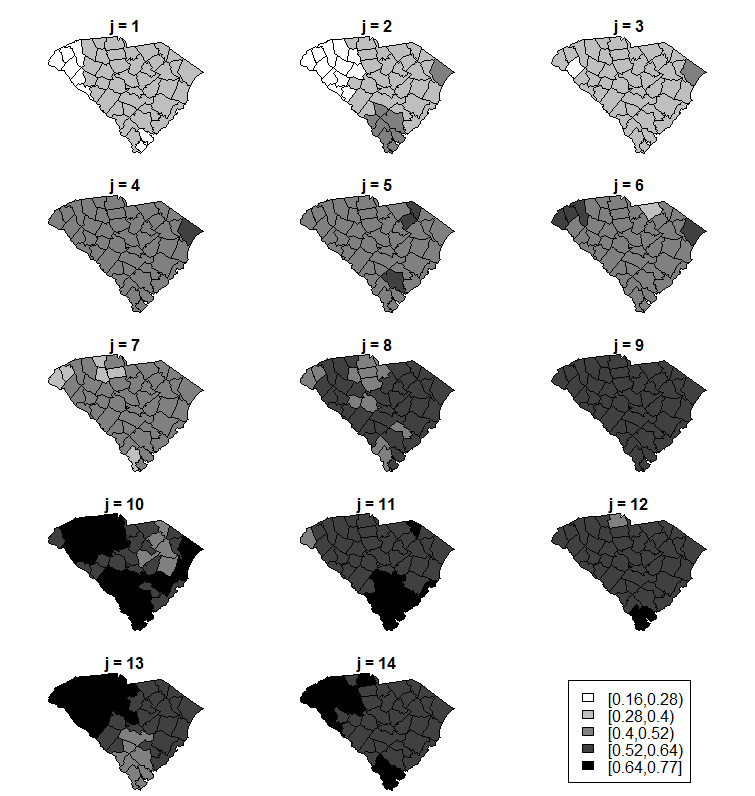 j = 1
j = 2
j = 3
j = 4
j = 5
j = 6
j = 7
j = 8
j = 9
j = 10
j = 11
j = 12
j = 13
j = 14
[0.16,0.28)
[0.28,0.4)
[0.4,0.52)
[0.52,0.64)
[0.64,0.77]